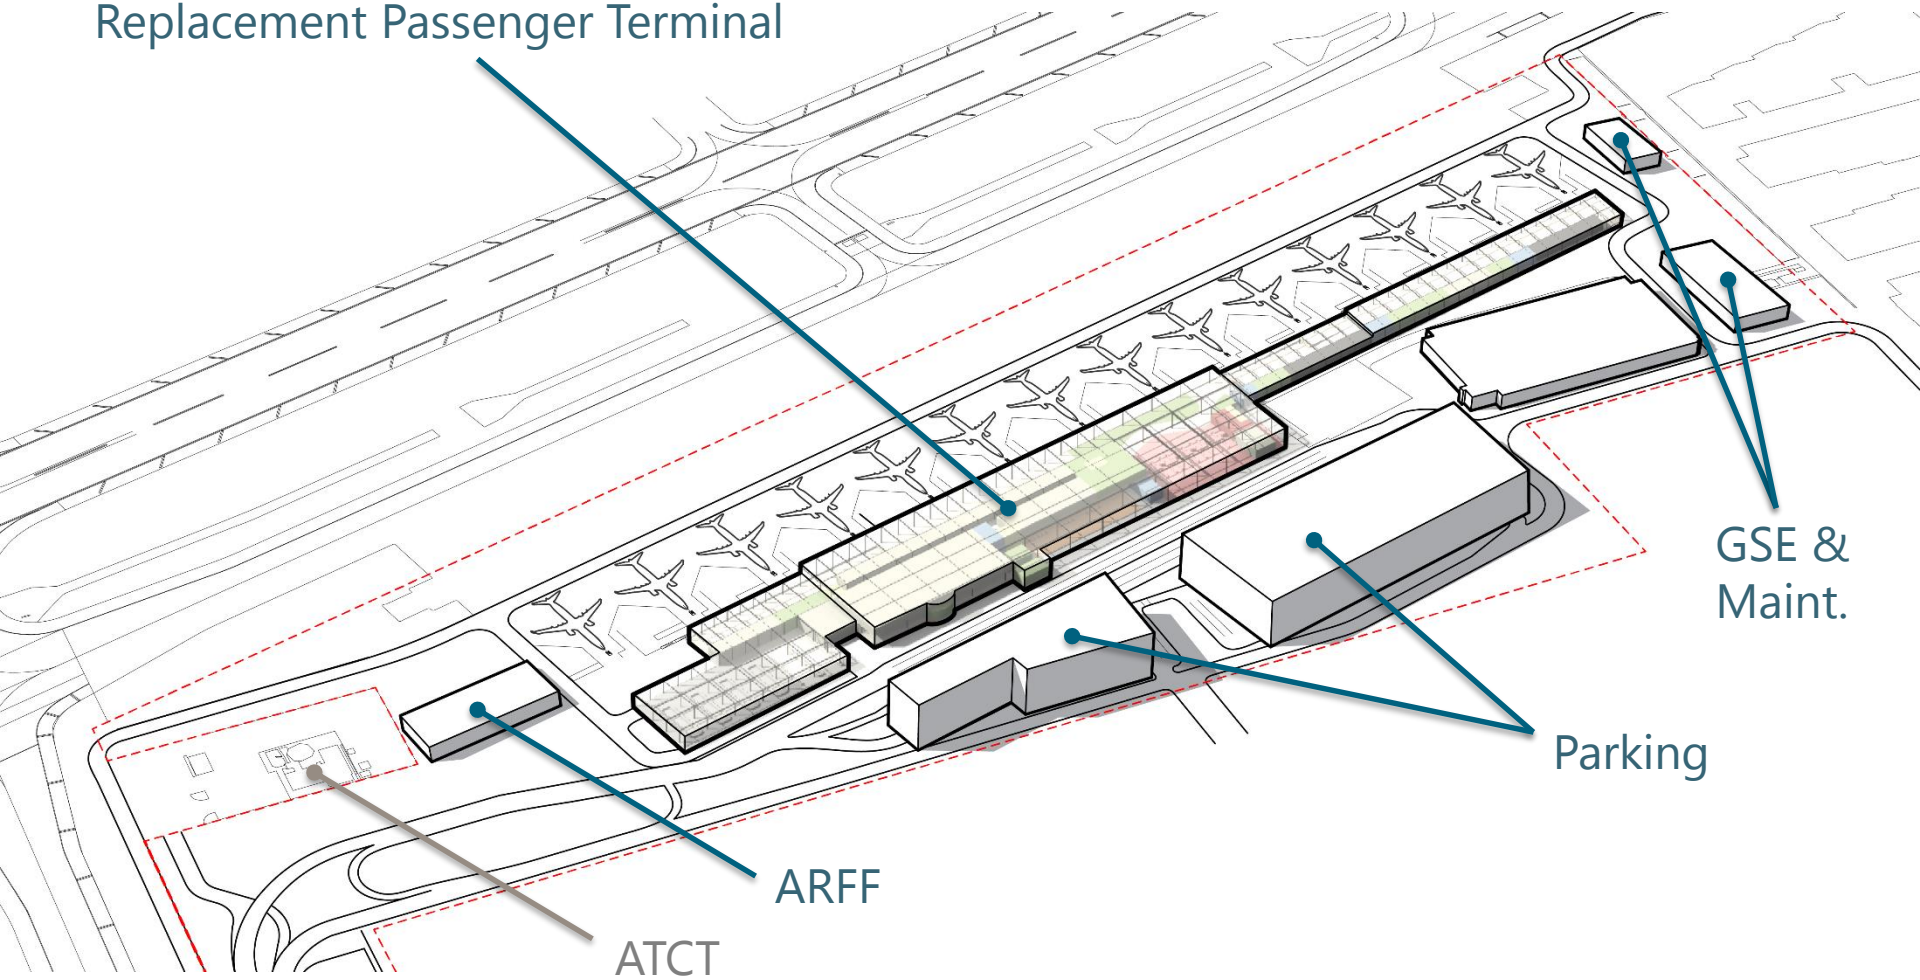 Replacement Passenger Terminal
GSE &
Maint.
Parking
ARFF
ATCT